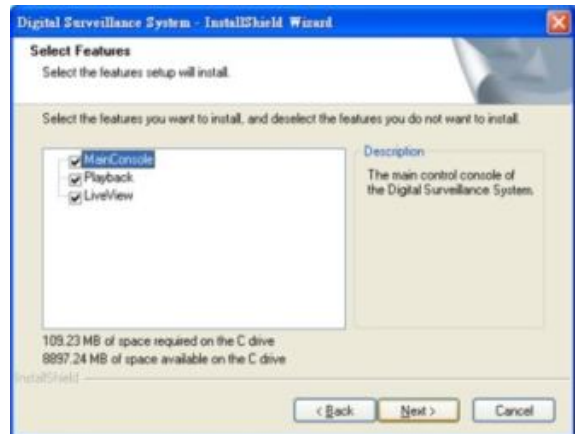 Digital Surveillance System - InstallShield Wizard
Select Features
Select the features setup will install.
Select the features you want to install, and deselect the features you do not want to install.
MainConsole
Playback
LiveView
Description
The main control console of
the Digital Surveillance System.
109.23 MB of space required on the C drive
8897.24 MB of space available on the C drive
InstallShield
< Back
Next >
Cancel